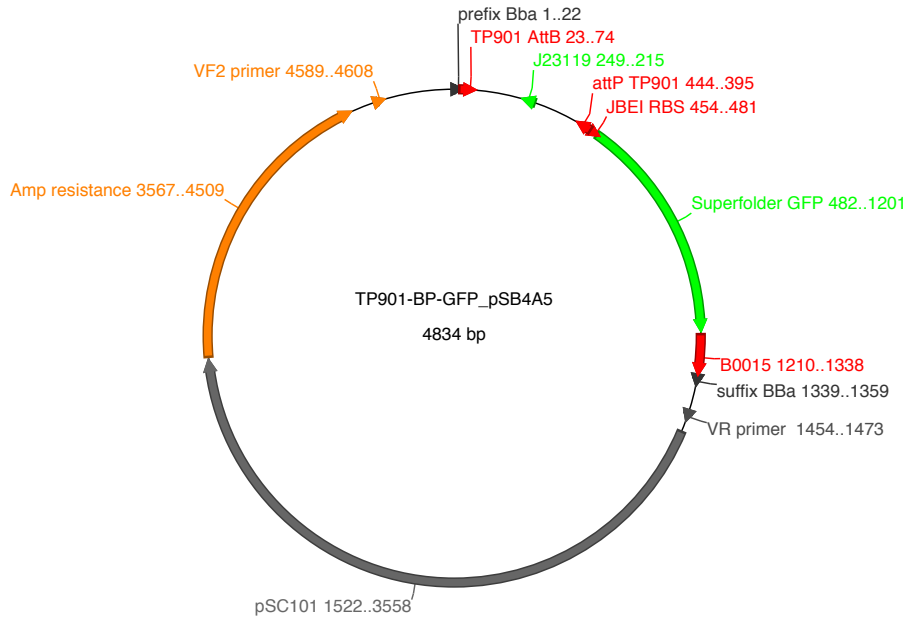 prefix Bba 1..22
TP901 AttB 23..74
J23119 249..215
VF2 primer 4589..4608
attP TP901 444..395
JBEI RBS 454..481
Amp resistance 3567..4509
Superfolder GFP 482..1201
TP901-BP-GFP_pSB4A5
4834 bp
B0015 1210..1338
suffix BBa 1339..1359
VR primer  1454..1473
pSC101 1522..3558